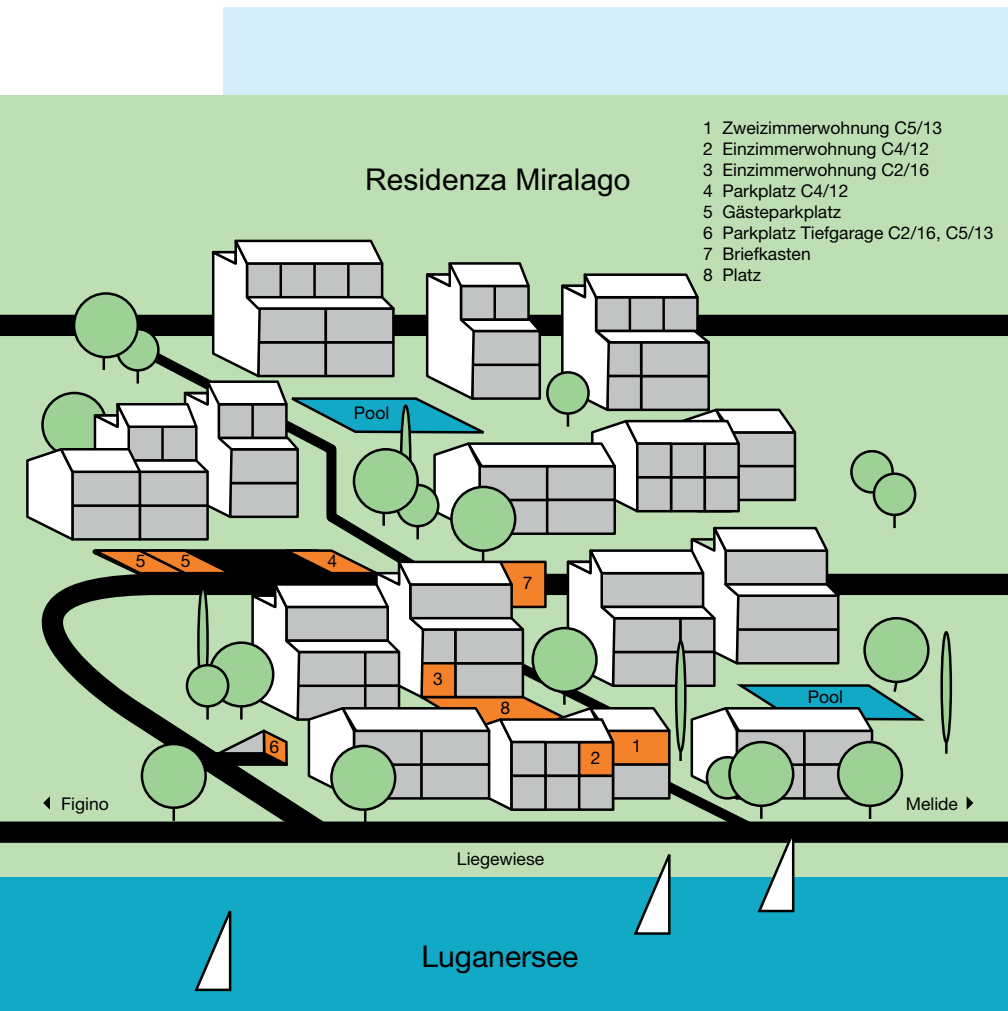 Residenza Miralago
1 Zweizimmerwohnung C5/13
2 Einzimmerwohnung C4/12
3 Einzimmerwohnung C2/16
4 Parkplatz C4/12
5 Gästeparkplatz
6 Parkplatz Tiefgarage C2/16, C5/13
7 Briefkasten
8 Platz
Pool
5
5
4
7
3
8
Pool
6
2
1
Figino
Melide
Liegewiese
Luganersee